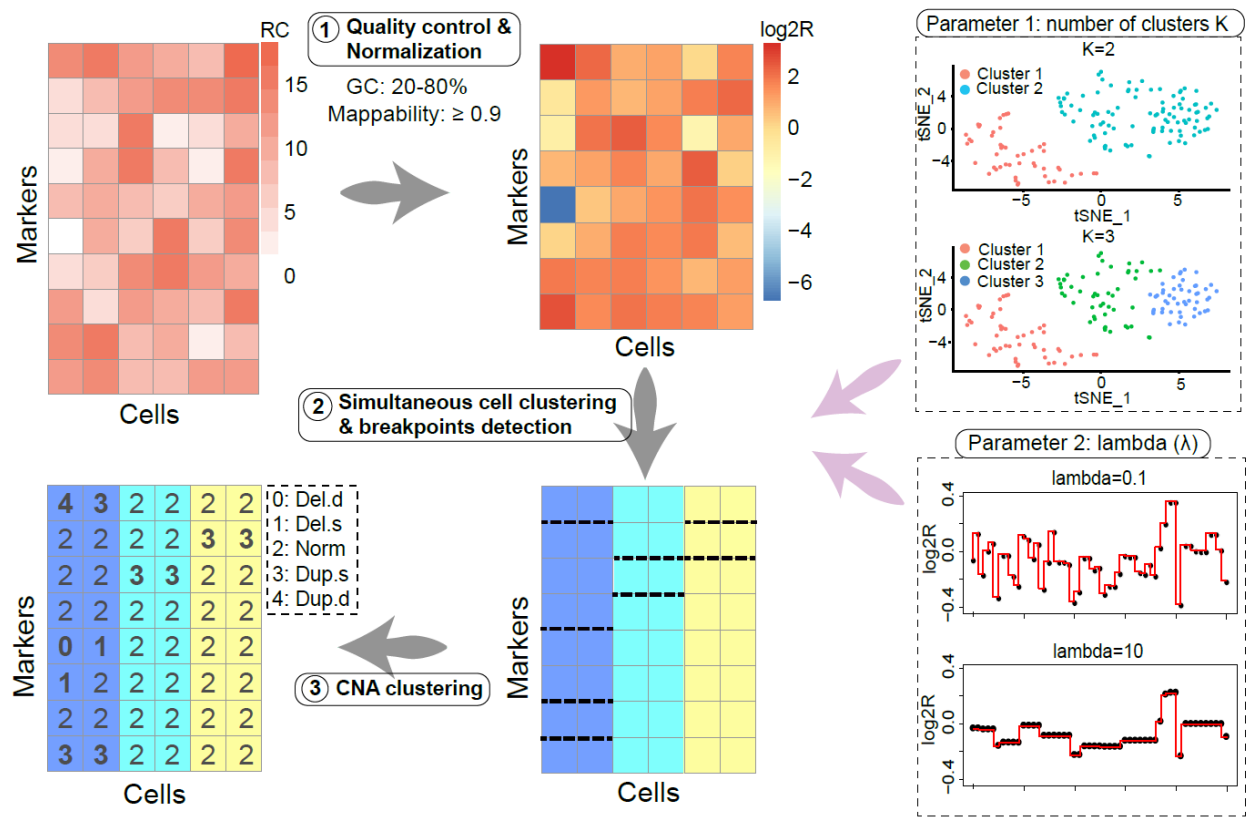 RC
15
10
5
0
Markers
Cells
1 Quality control &
Normalization
GC: 20-80%
Mappability: ≥ 0.9
log2R
2
0
−2
−4
−6
Markers
Cells
Parameter 1: number of clusters K
K=2
Cluster 1
Cluster 2
tSNE_2
4
0
−4
−5 0 5
tSNE_1
K=3
Cluster 1
Cluster 2
Cluster 3
tSNE_2
4
0
−4
−5 0 5
tSNE_1
2 Simultaneous cell clustering
& breakpoints detection
Parameter 2: lambda (λ)
lambda=0.1
log2R
0.4
0.0
−0.4
lambda=10
log2R
0.4
0.0
−0.4
Markers
Cells
3 CNA clustering
4 3 2 2 2 2
2 2 2 2 3 3
2 2 3 3 2 2
2 2 2 2 2 2
0 1 2 2 2 2
1 2 2 2 2 2
2 2 2 2 2 2
3 3 2 2 2 2
0: Del.d
1: Del.s
2: Norm
3: Dup.s
4: Dup.d
Markers
Cells